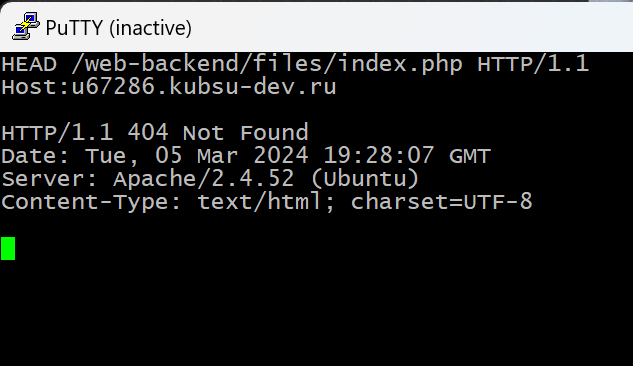 PuTTY (inactive)
HEAD /web-backend/files/index.php HTTP/1.1
Host:u67286.kubsu-dev.ru
HTTP/1.1 404 Not Found
Date: Tue, 05 Mar 2024 19:28:07 GMT
Server: Apache/2.4.52 (Ubuntu)
Content-Type: text/html; charset=UTF-8